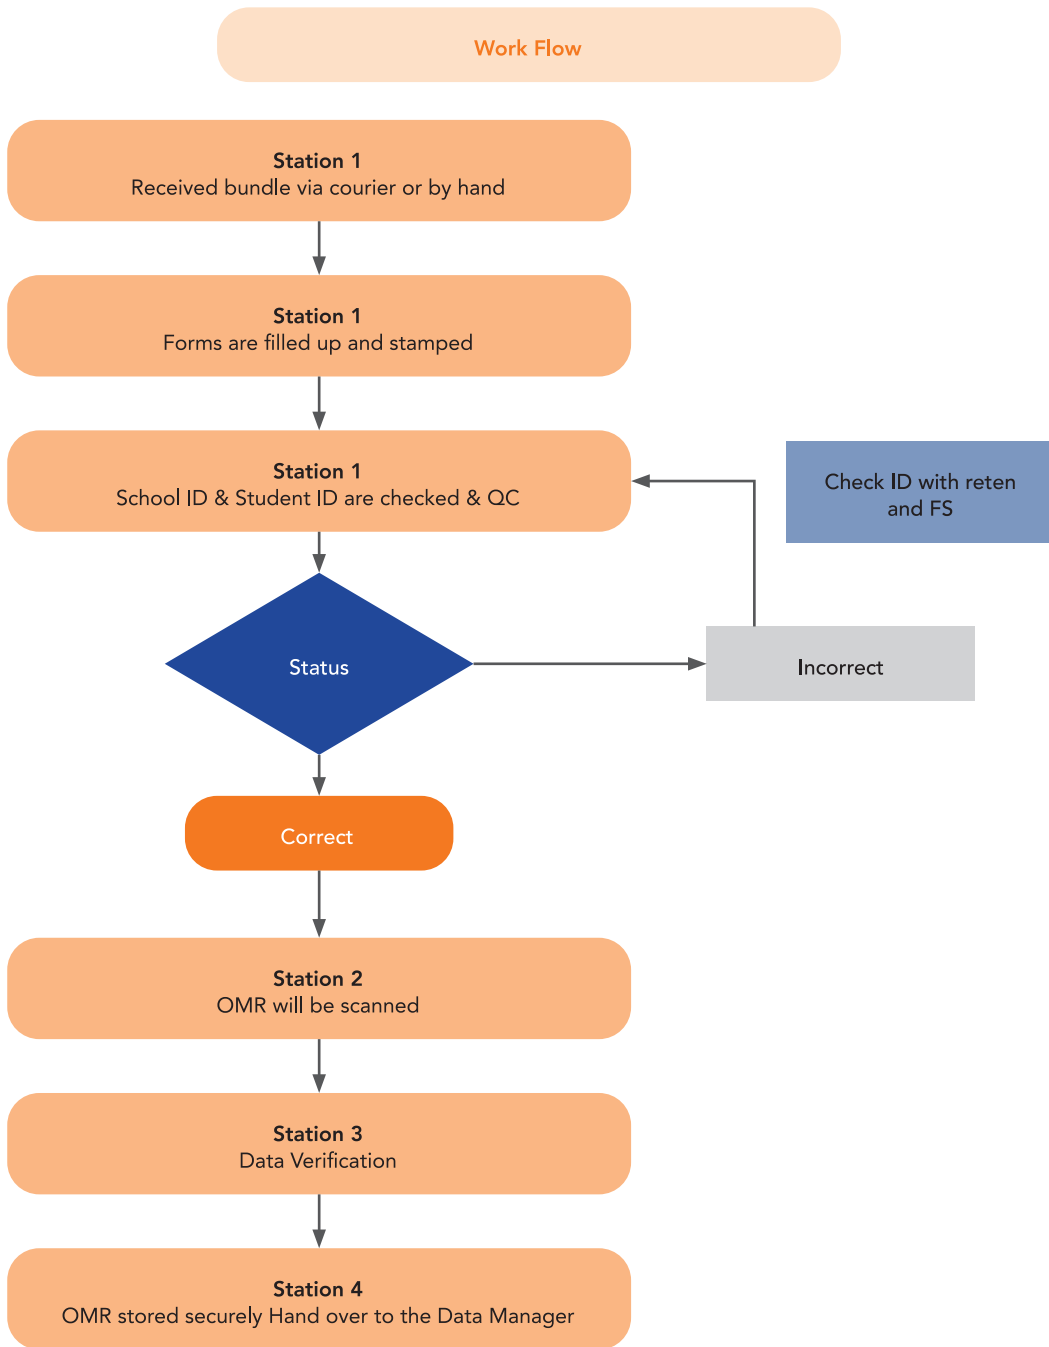 Work Flow
Station 1
Received bundle via courier or by hand
Station 1
Forms are filled up and stamped
Station 1
School ID & Student ID are checked & QC
Check ID with reten
and FS
Status
Incorrect
Correct
Station 2
OMR will be scanned
Station 3
Data Verification
Station 4
OMR stored securely Hand over to the Data Manager